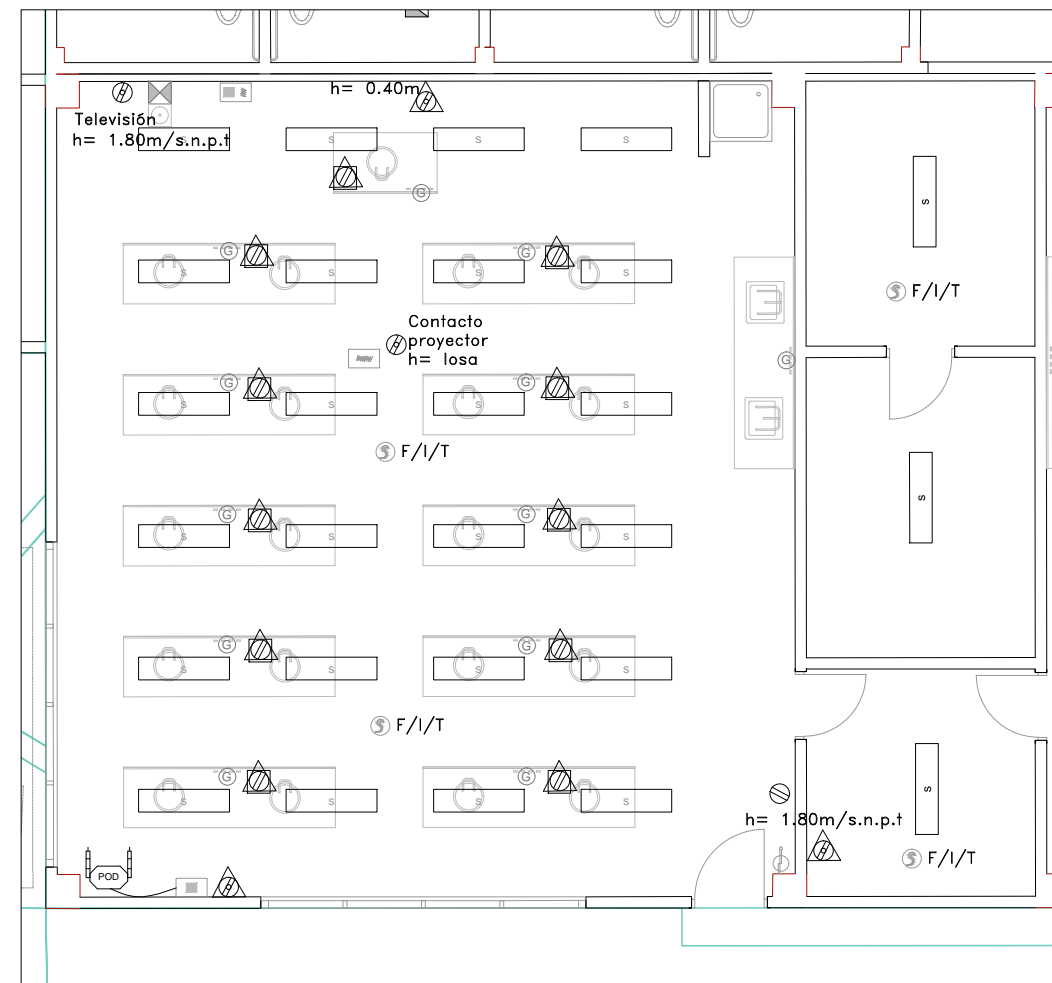 h= 0.40m
Televisión
h= 1.80m/s.n.p.t
S
S
S
S
G
S
F/I/T
G
G
S
S
S
S
Contacto
proyector
h= losa
G
G
G
S
S
S
S
F/I/T
S
G
G
S
S
S
S
G
G
S
S
S
S
F/I/T
G
G
S
S
S
S
S
h= 1.80m/s.n.p.t
F/I/T
POD